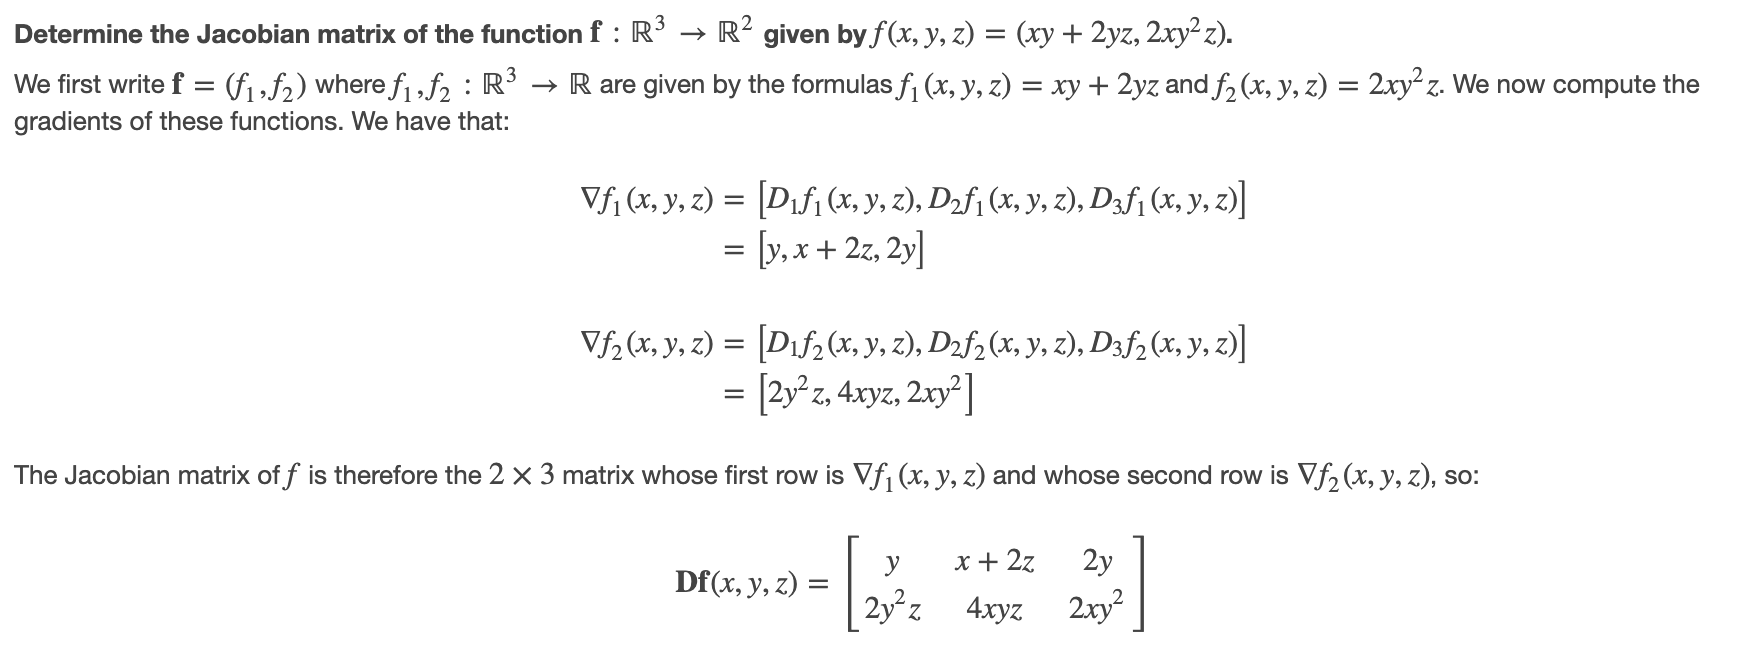 Determine the Jacobian matrix of the function f : ℝ³ → ℝ² given by f(x, y, z) = (xy + 2yz, 2xy²z).
We first write f = (f₁, f₂) where f₁, f₂ : ℝ³ → ℝ are given by the formulas f₁(x, y, z) = xy + 2yz and f₂(x, y, z) = 2xy²z. We now compute the
gradients of these functions. We have that:
∇f₁(x, y, z) = [D₁f₁(x, y, z), D₂f₁(x, y, z), D₃f₁(x, y, z)]
= [y, x + 2z, 2y]
∇f₂(x, y, z) = [D₁f₂(x, y, z), D₂f₂(x, y, z), D₃f₂(x, y, z)]
= [2y²z, 4xyz, 2xy²]
The Jacobian matrix of f is therefore the 2 × 3 matrix whose first row is ∇f₁(x, y, z) and whose second row is ∇f₂(x, y, z), so:
Df(x, y, z) = [ y x + 2z 2y
2y²z 4xyz 2xy² ]